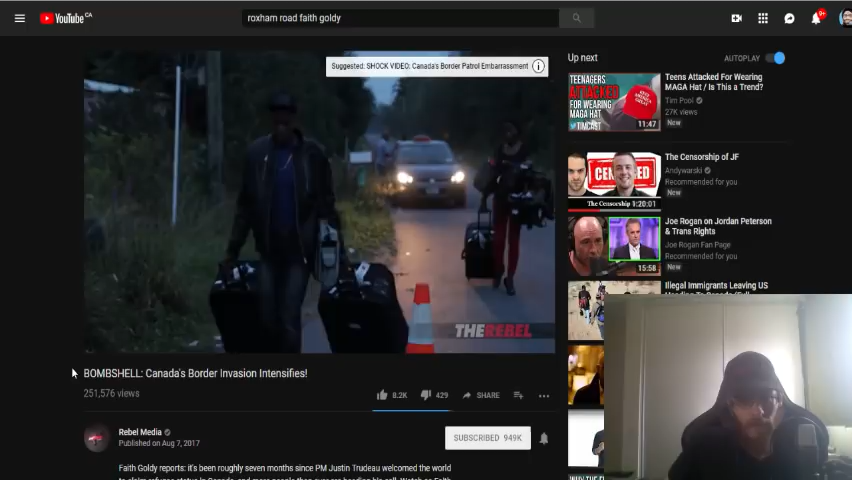 YouTube CA
roxham road faith goldy
9+
Suggested: SHOCK VIDEO: Canada's Border Patrol Embarrassment
THE REBEL
BOMBSHELL: Canada's Border Invasion Intensifies!
251,576 views
8.2K
429
SHARE
Rebel Media
Published on Aug 7, 2017
SUBSCRIBED 949K
Faith Goldy reports: it's been roughly seven months since PM Justin Trudeau welcomed the world
Up next
AUTOPLAY
TEENAGERS
ATTACKED
FOR WEARING
MAGA HAT
TIMCAST
11:47
Teens Attacked For Wearing
MAGA Hat / Is This a Trend?
Tim Pool
27K views
New
The Censorship
1:20:01
The Censorship of JF
Andywarski
Recommended for you
15:58
Joe Rogan on Jordan Peterson
& Trans Rights
Joe Rogan Fan Page
Recommended for you
New
Illegal Immigrants Leaving US